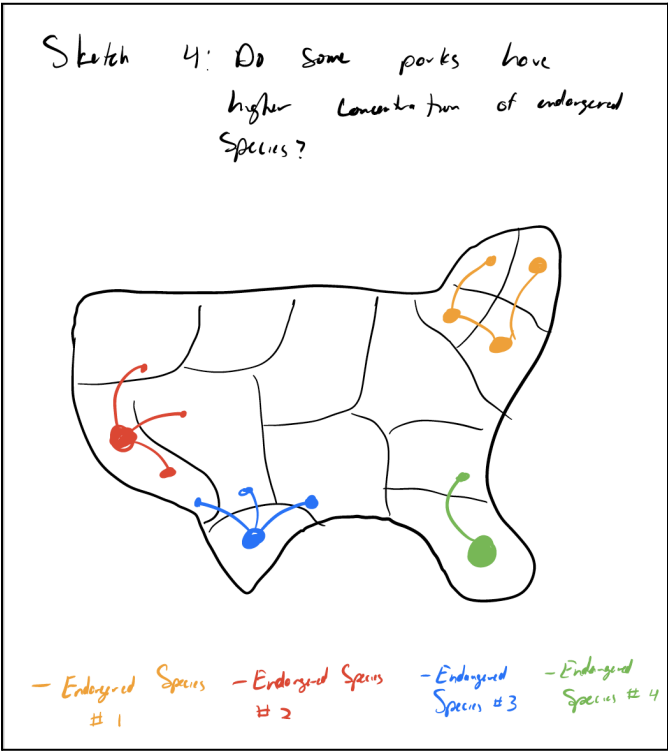 Sketch 4: Do some parks have
higher concentration of endangered
species?
- Endangered Species
# 1
- Endangered Species
# 2
- Endangered
Species #3
- Endangered
Species # 4